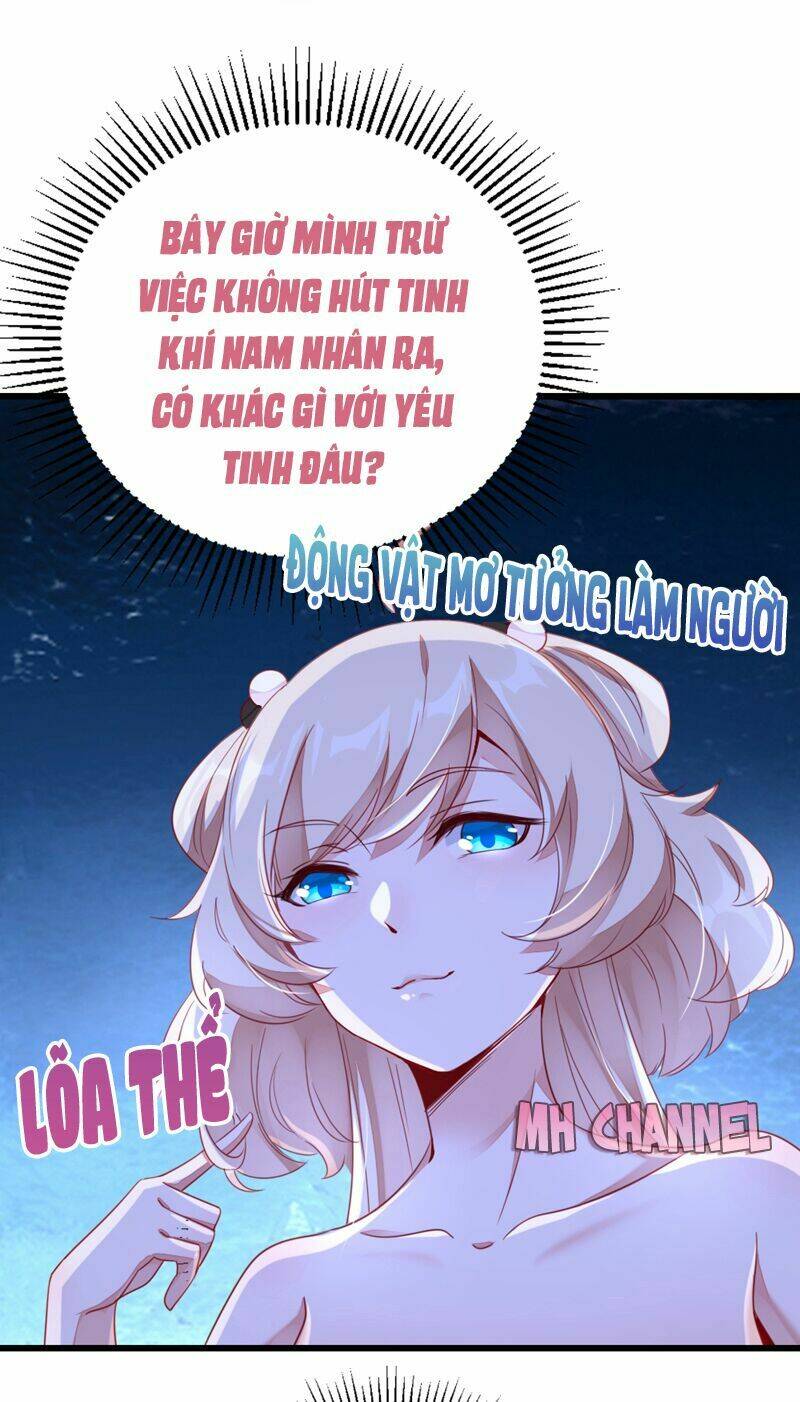 BÂY GIỜ MÌNH TRỪ
VIỆC KHÔNG HÚT TINH
KHÍ NAM NHÂN RA,
CÓ KHÁC GÌ VỚI YÊU
TINH ĐÂU?
ĐỘNG VẬT MƠ TƯỞNG LÀM NGƯỜI
LÕA THỂ
MH CHANNEL